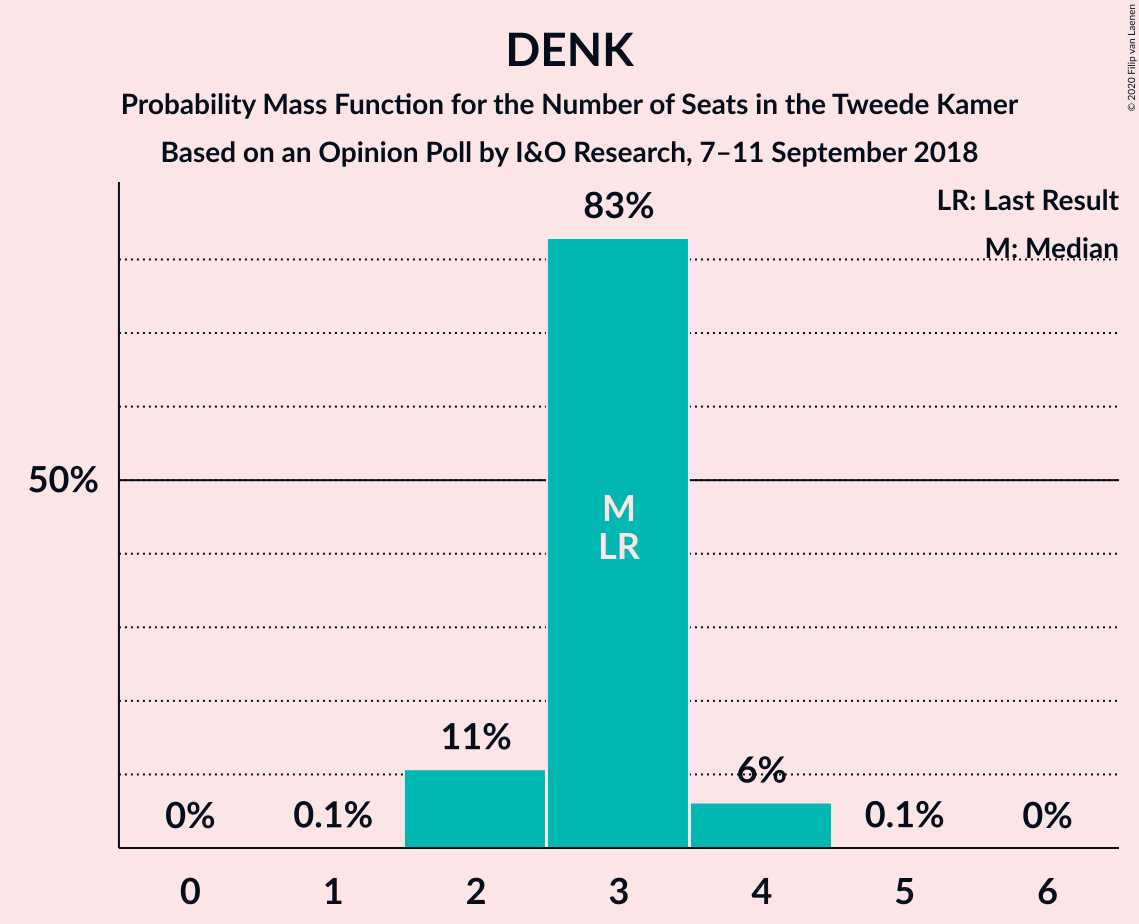 DENK
Probability Mass Function for the Number of Seats in the Tweede Kamer
Based on an Opinion Poll by I&O Research, 7–11 September 2018
© 2020 Filip van Laenen
LR: Last Result
M: Median
83%
50%
M
LR
11%
6%
0%
0.1%
0.1%
0%
0 1 2 3 4 5 6